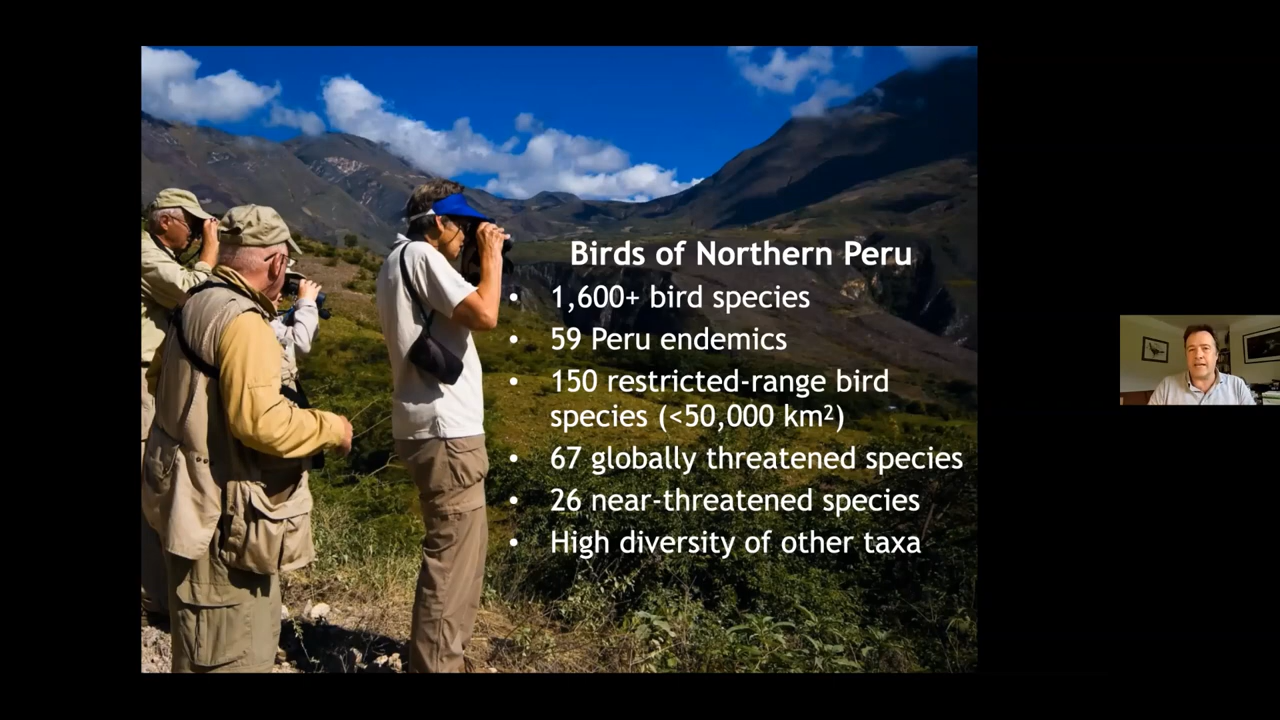 Birds of Northern Peru
• 1,600+ bird species
• 59 Peru endemics
• 150 restricted-range bird
species (<50,000 km²)
• 67 globally threatened species
• 26 near-threatened species
• High diversity of other taxa